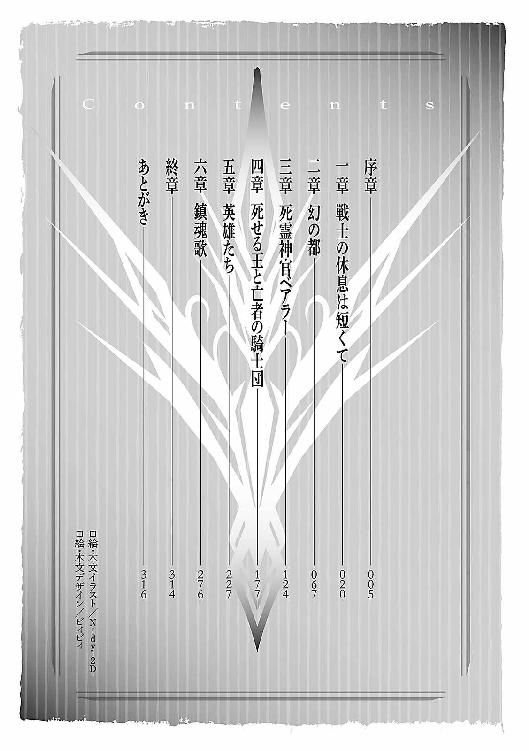 Contents
序章 005
一章 戦士の休息は短くて 020
二章 幻の都 067
三章 死霊神官ベアラー 124
四章 死せる王と亡者の騎士団 177
五章 英雄たち 227
六章 鎮魂歌 276
終章 314
あとがき 316
口絵・本文イラスト/N-dy・2D
口絵・本文デザイン/ビィピィ